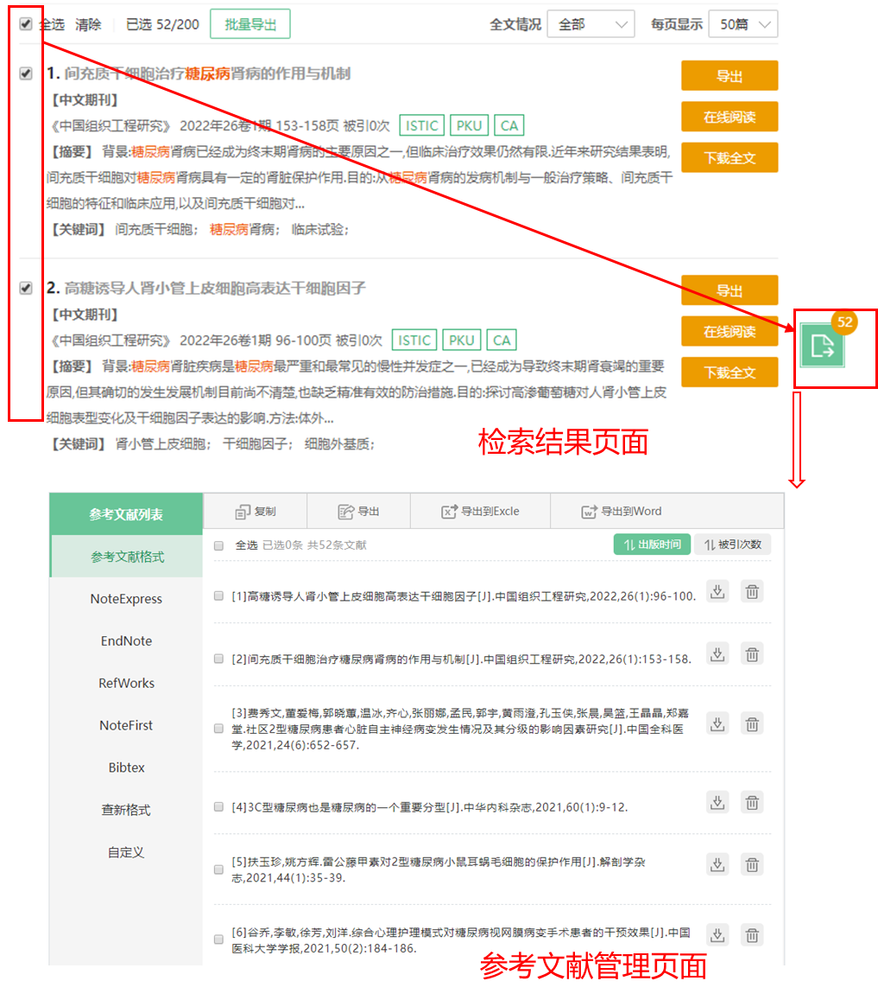 全选 清除 已选 52/200 批量导出 全文情况 全部 每页显示 50篇
1. 间充质干细胞治疗糖尿病肾病的作用与机制 导出
【中文期刊】
《中国组织工程研究》 2022年26卷1期 153-158页 被引0次 ISTIC PKU CA 在线阅读
【摘要】 背景:糖尿病肾病已经成为终末期肾病的主要原因之一,但临床治疗效果仍然有限.近年来研究结果表明, 下载全文
间充质干细胞对糖尿病肾病具有一定的肾脏保护作用.目的:从糖尿病肾病的发病机制与一般治疗策略、间充质干
细胞的特征和临床应用,以及间充质干细胞对...
【关键词】 间充质干细胞; 糖尿病肾病; 临床试验;
2. 高糖诱导人肾小管上皮细胞高表达干细胞因子 导出
【中文期刊】
52
《中国组织工程研究》 2022年26卷1期 96-100页 被引0次 ISTIC PKU CA 在线阅读
【摘要】 背景:糖尿病肾脏疾病是糖尿病最严重和最常见的慢性并发症之一,已经成为导致终末期肾衰竭的重要 下载全文
原因,但其确切的发生发展机制目前尚不清楚,也缺乏精准有效的防治措施.目的:探讨高渗葡萄糖对人肾小管上皮
细胞表型变化及干细胞因子表达的影响.方法:体外...
【关键词】 肾小管上皮细胞; 干细胞因子; 细胞外基质;
检索结果页面
参考文献列表 复制 导出 导出到Excle 导出到Word
全选 已选0条 共52条文献 出版时间 被引次数
参考文献格式
NoteExpress
EndNote
RefWorks
NoteFirst
Bibtex
查新格式
自定义
[1]高糖诱导人肾小管上皮细胞高表达干细胞因子[J].中国组织工程研究,2022,26(1):96-100.
[2]间充质干细胞治疗糖尿病肾病的作用与机制[J].中国组织工程研究,2022,26(1):153-158.
[3]费秀文,董爱梅,郭晓蕙,温冰,齐心,张丽娜,孟民,郭宇,黄雨澄,孔玉侠,张晨,昊篮,王晶晶,郑嘉
堂.社区2型糖尿病患者心脏自主神经病变发生情况及其分级的影响因素研究[J].中国全科医
学,2021,24(6):652-657.
[4]3C型糖尿病也是糖尿病的一个重要分型[J].中华内科杂志,2021,60(1):9-12.
[5]扶玉珍,姚方辉.雷公藤甲素对2型糖尿病小鼠耳蜗毛细胞的保护作用[J].解剖学杂
志,2021,44(1):35-39.
[6]谷乔,李敏,徐芳,刘洋.综合心理护理模式对糖尿病视网膜病变手术患者的干预效果[J].中国
医科大学学报,2021,50(2):184-186.
参考文献管理页面